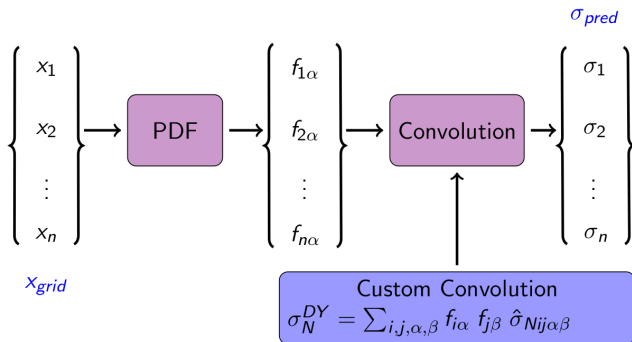 σ_pred
x_1 f_{1α} σ_1
x_2 PDF f_{2α} Convolution σ_2
⋮ ⋮ ⋮
x_n f_{nα} σ_n
x_grid
Custom Convolution
σ_N^{DY} = ∑_{i,j,α,β} f_{iα} f_{jβ} σ̂_{Nijαβ}